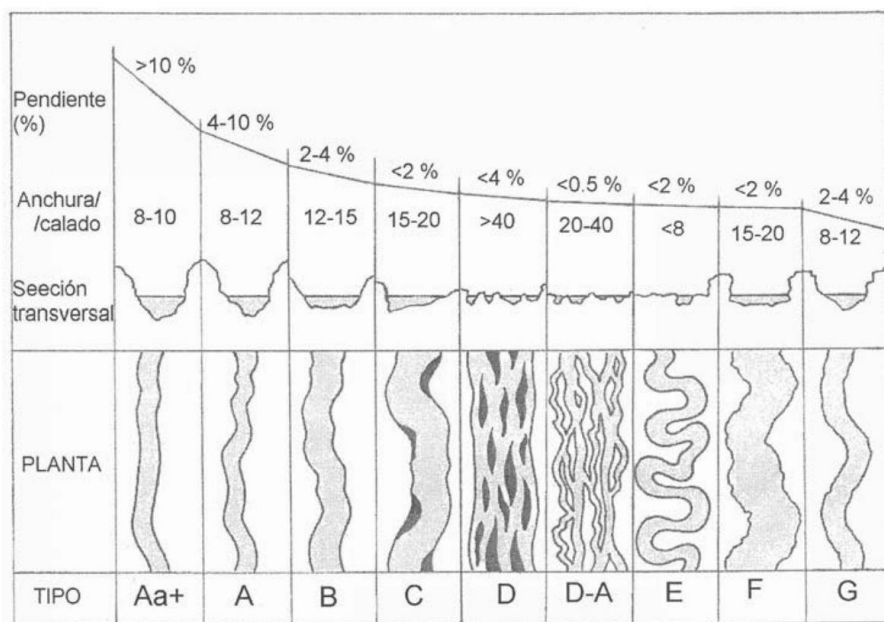 Pendiente
(%)
>10 %
4-10 %
2-4 %
<2 %
<4 %
<0.5 %
<2 %
<2 %
2-4 %
Anchura/
/calado
8-10
8-12
12-15
15-20
>40
20-40
<8
15-20
8-12
Seeción
transversal
PLANTA
TIPO
Aa+
A
B
C
D
D-A
E
F
G